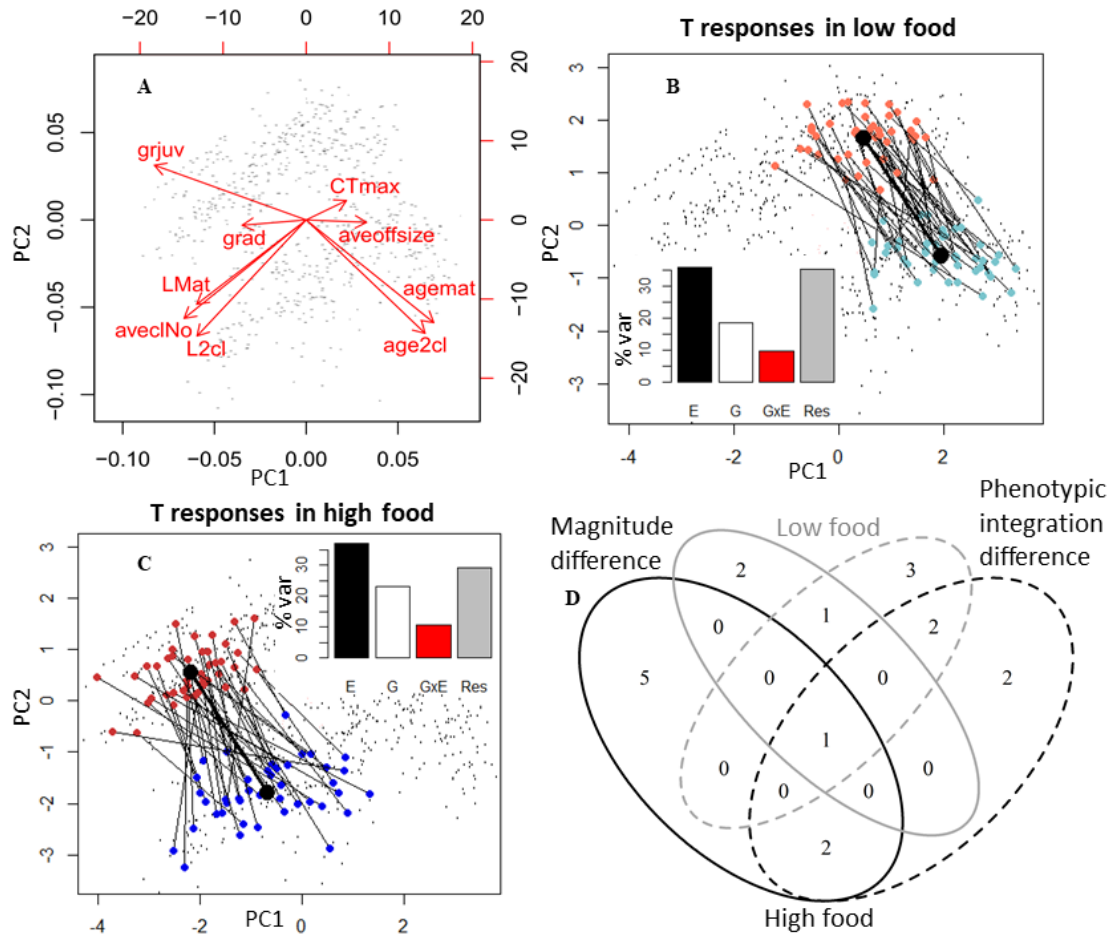 −20 −10 0 10 20
A
0.05
0.00
−0.05
−0.10
PC2
grjuv
CTmax
grad
aveoffsize
LMat
agemat
aveclNo
L2cl
age2cl
20
10
0
−10
−20
−0.10 −0.05 0.00 0.05
PC1
T responses in low food
B
3
2
1
0
-1
-2
-3
PC2
% var
30
20
10
0
E G GxE Res
-4 -2 0 2
PC1
T responses in high food
C
3
2
1
0
-1
-2
-3
PC2
% var
30
20
10
0
E G GxE Res
-4 -2 0 2
PC1
Magnitude
difference
Low food
Phenotypic
integration
difference
D
2 3
1
0 2
5 0 0 2
1
0 0
0 0
2
High food